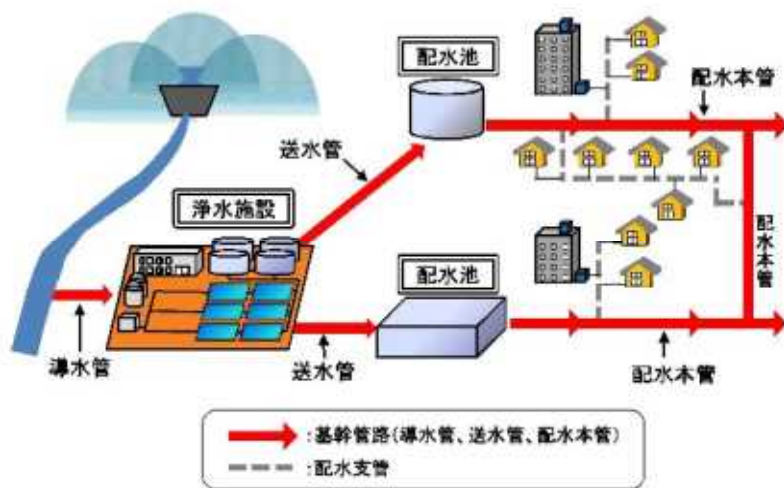 配水池
配水本管
送水管
浄水施設
配水池
配水本管
導水管
送水管
配水本管
:基幹管路(導水管、送水管、配水本管)
:配水支管